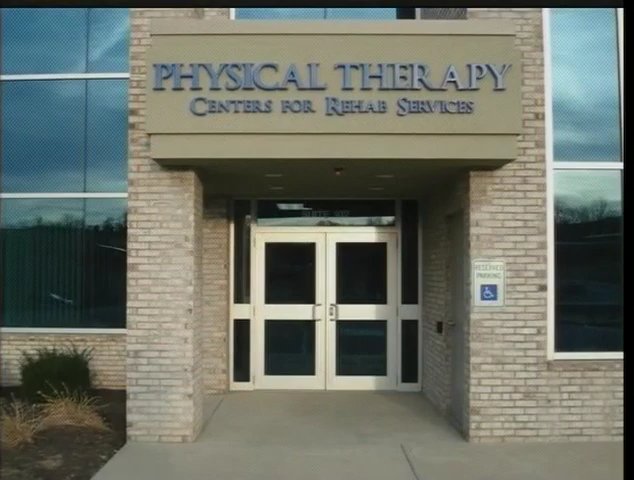 PHYSICAL THERAPY
CENTERS FOR REHAB SERVICES
RESERVED
PARKING